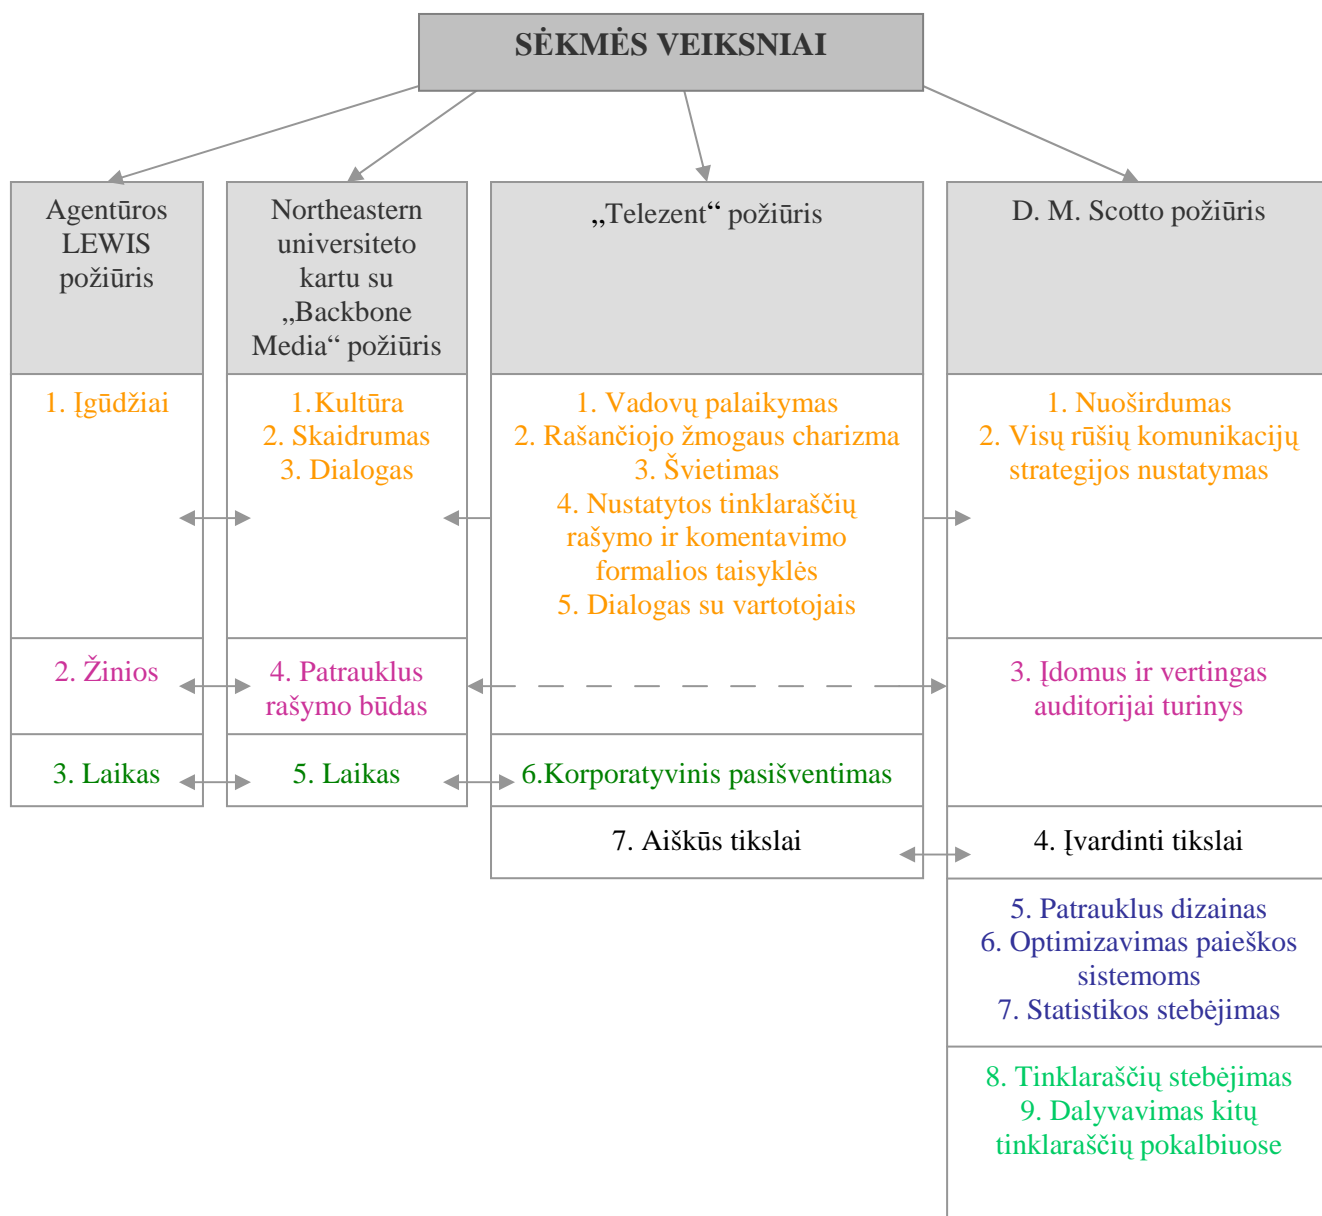 SĖKMĖS VEIKSNIAI
Agentūros
LEWIS
požiūris
Northeastern
universiteto
kartu su
„Backbone
Media“ požiūris
„Telezent“ požiūris
D. M. Scotto požiūris
1. Įgūdžiai
1. Kultūra
2. Skaidrumas
3. Dialogas
1. Vadovų palaikymas
2. Rašančiojo žmogaus charizma
3. Švietimas
4. Nustatytos tinklaraščių
rašymo ir komentavimo
formalios taisyklės
5. Dialogas su vartotojais
1. Nuoširdumas
2. Visų rūšių komunikacijų
strategijos nustatymas
2. Žinios
4. Patrauklus
rašymo būdas
3. Įdomus ir vertingas
auditorijai turinys
3. Laikas
5. Laikas
6.Korporatyvinis pasišventimas
7. Aiškūs tikslai
4. Įvardinti tikslai
5. Patrauklus dizainas
6. Optimizavimas paieškos
sistemoms
7. Statistikos stebėjimas
8. Tinklaraščių stebėjimas
9. Dalyvavimas kitų
tinklaraščių pokalbiuose